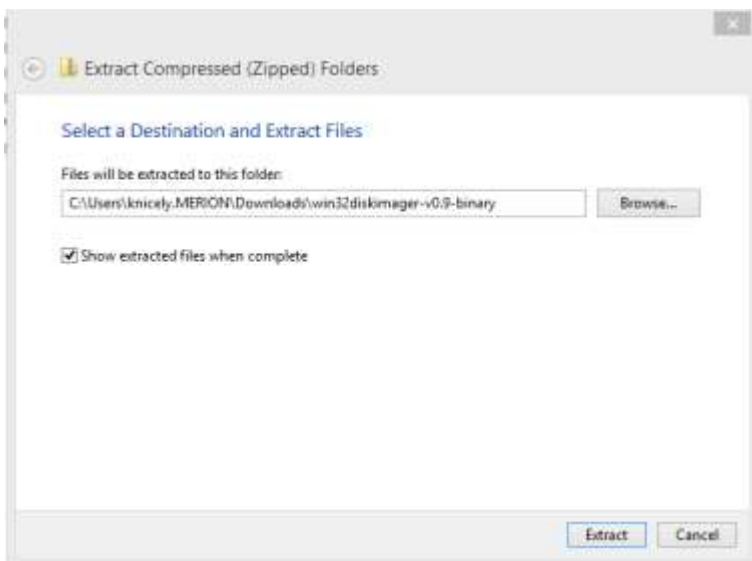 Extract Compressed (Zipped) Folders
Select a Destination and Extract Files
Files will be extracted to this folder:
C:\Users\knicely.MERION\Downloads\win32diskimager-v0.9-binary
Browse...
Show extracted files when complete
Extract
Cancel